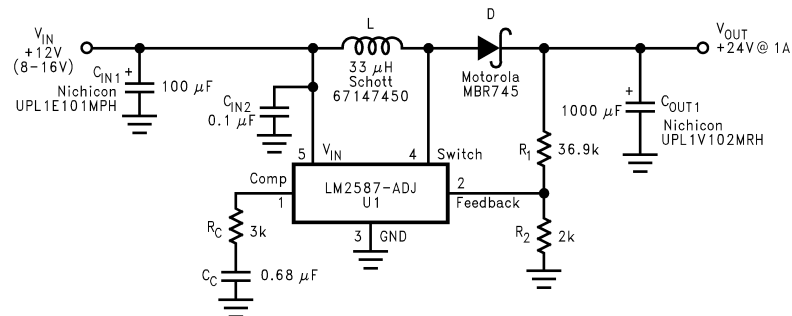 V_IN
+12V
(8-16V)
C_IN1 +
100 μF
Nichicon
UPL1E101MPH
C_IN2
0.1 μF
L
33 μH
Schott
67147450
D
Motorola
MBR745
V_OUT
+24V@ 1A
+
1000 μF
C_OUT1
Nichicon
UPL1V102MRH
R_1 36.9k
5 V_IN
4 Switch
Comp
1
LM2587-ADJ
U1
2
Feedback
3 GND
R_C 3k
C_C 0.68 μF
R_2 2k